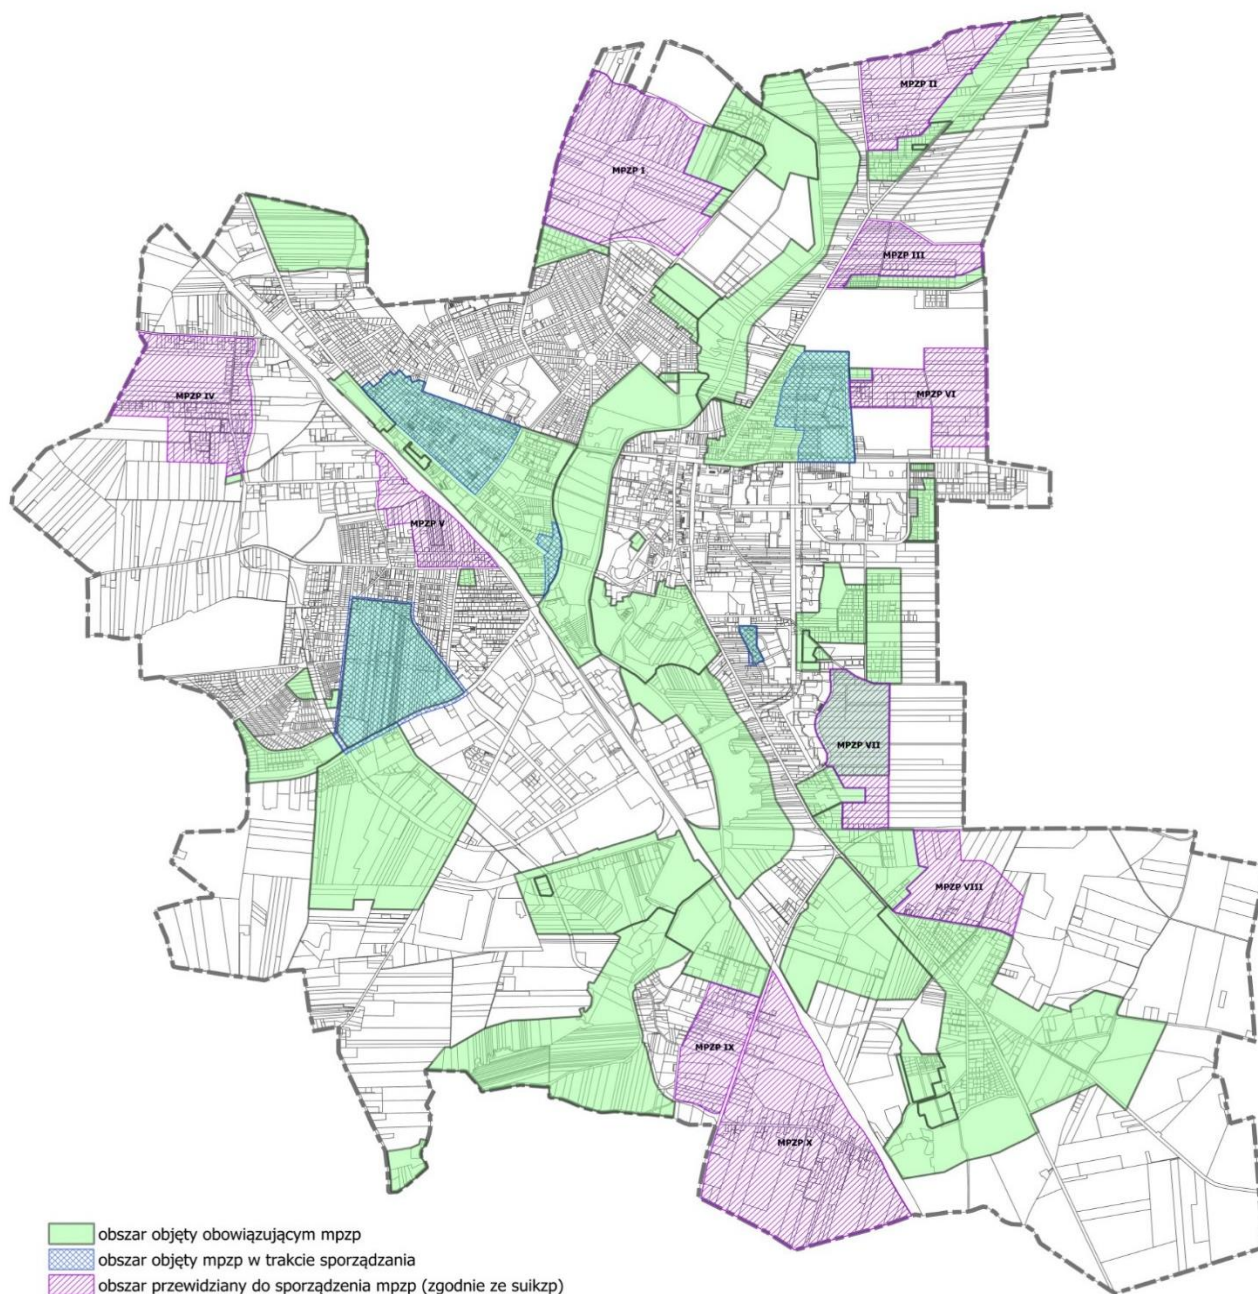 MPZP II
MPZP I
MPZP III
MPZP IV
MPZP VI
MPZP V
MPZP VII
MPZP VIII
MPZP IX
MPZP X
obszar objęty obowiązującym mpzp
obszar objęty mpzp w trakcie sporządzania
obszar przewidziany do sporządzenia mpzp (zgodnie ze suikzp)